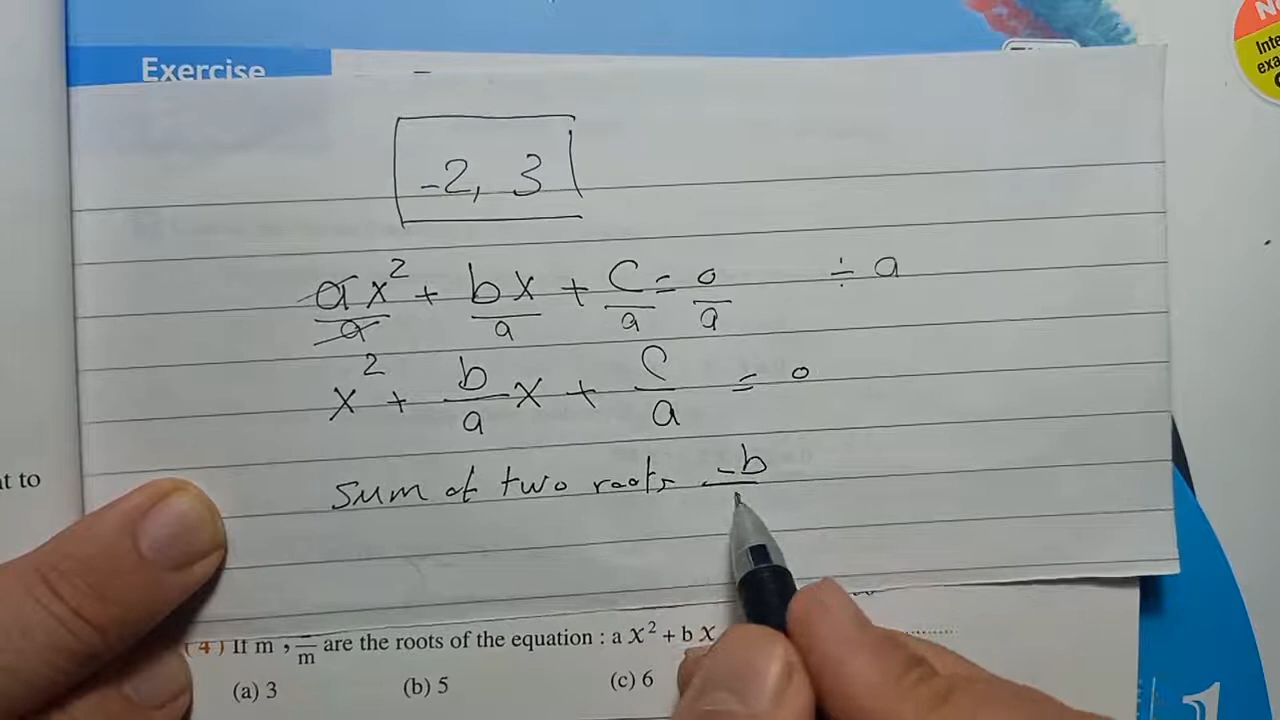 Exercise
-2, 3
ax² + bx + c = 0 ÷ a
a a a a
x² + b/a x + c/a = 0
Sum of two roots -b
t to
(4) If m , /m are the roots of the equation : a X² + b X
(a) 3 (b) 5 (c) 6
1